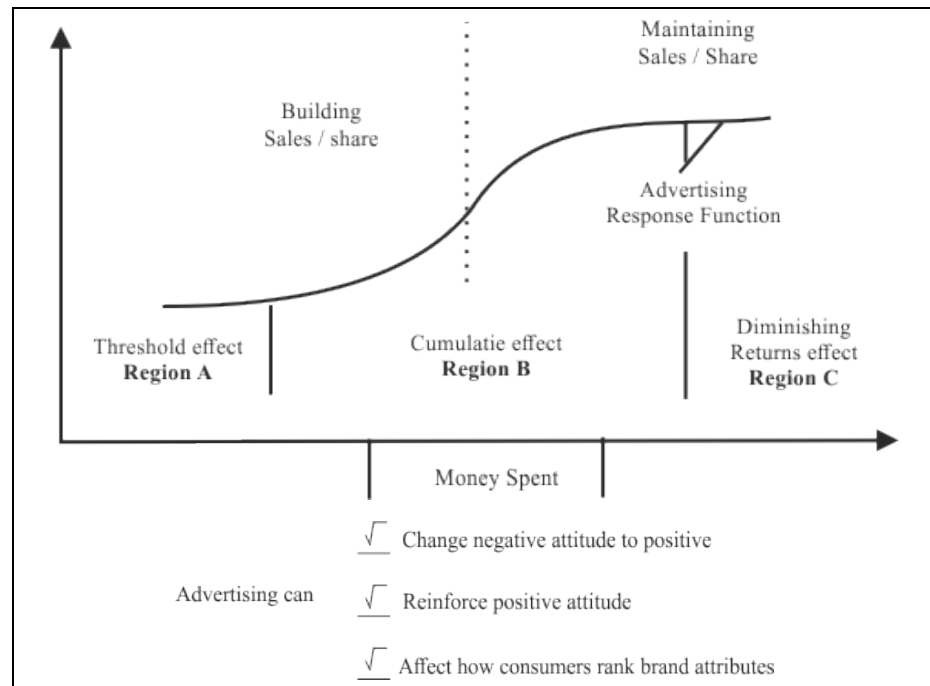 Maintaining
Sales / Share
Building
Sales / share
Advertising
Response Function
Threshold effect
Region A
Cumulatie effect
Region B
Diminishing
Returns effect
Region C
Money Spent
√ Change negative attitude to positive
Advertising can
√ Reinforce positive attitude
√ Affect how consumers rank brand attributes